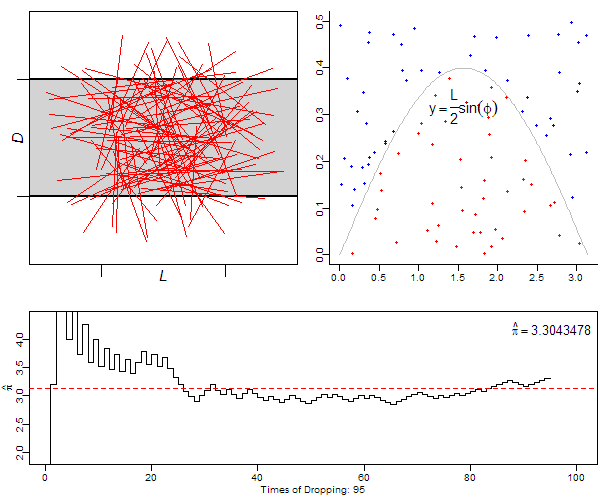 D
L
0.5
0.4
0.3
0.2
0.1
0.0
y = L/2 sin(ϕ)
0.0 0.5 1.0 1.5 2.0 2.5 3.0
π̂
4.0
3.5
3.0
2.5
2.0
π̂ = 3.3043478
0 20 40 60 80 100
Times of Dropping: 95